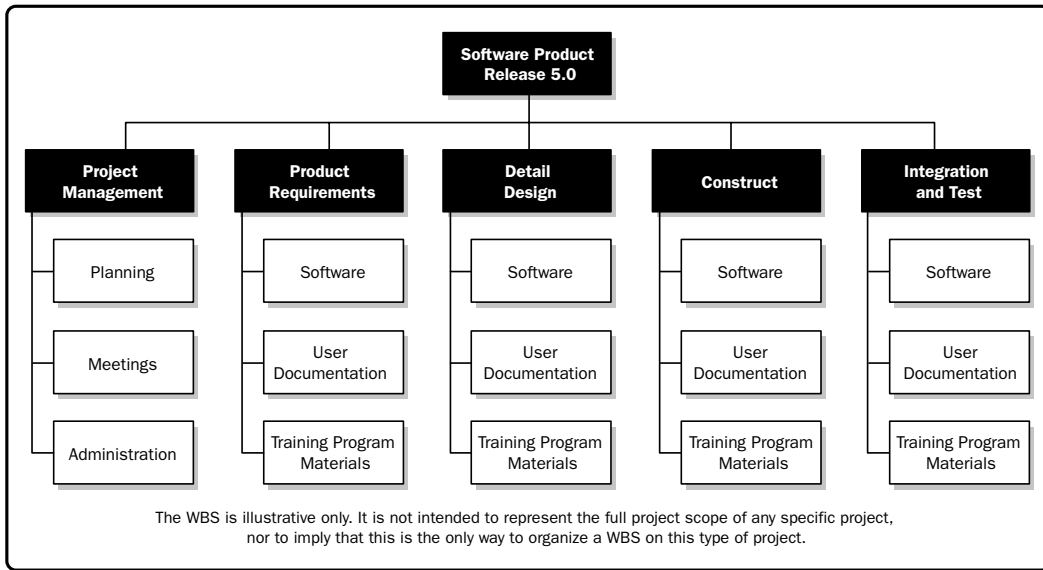 Software Product
Release 5.0
Project
Management
Product
Requirements
Detail
Design
Construct
Integration
and Test
Planning
Software
Software
Software
Software
Meetings
User
Documentation
User
Documentation
User
Documentation
User
Documentation
Administration
Training Program
Materials
Training Program
Materials
Training Program
Materials
Training Program
Materials
The WBS is illustrative only. It is not intended to represent the full project scope of any specific project,
nor to imply that this is the only way to organize a WBS on this type of project.